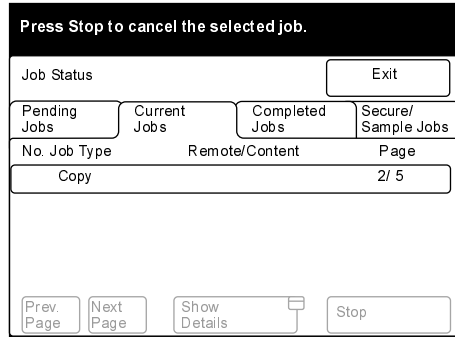 Press Stop to cancel the selected job.
Job Status Exit
Pending Jobs Current Jobs Completed Jobs Secure/ Sample Jobs
No. Job Type Remote/Content Page
Copy 2/ 5
Prev. Page Next Page Show Details Stop